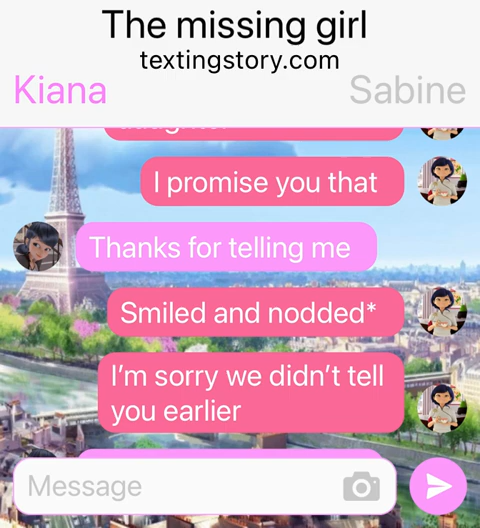 The missing girl
textingstory.com
Kiana Sabine
I promise you that
Thanks for telling me
Smiled and nodded*
I'm sorry we didn't tell
you earlier
Message